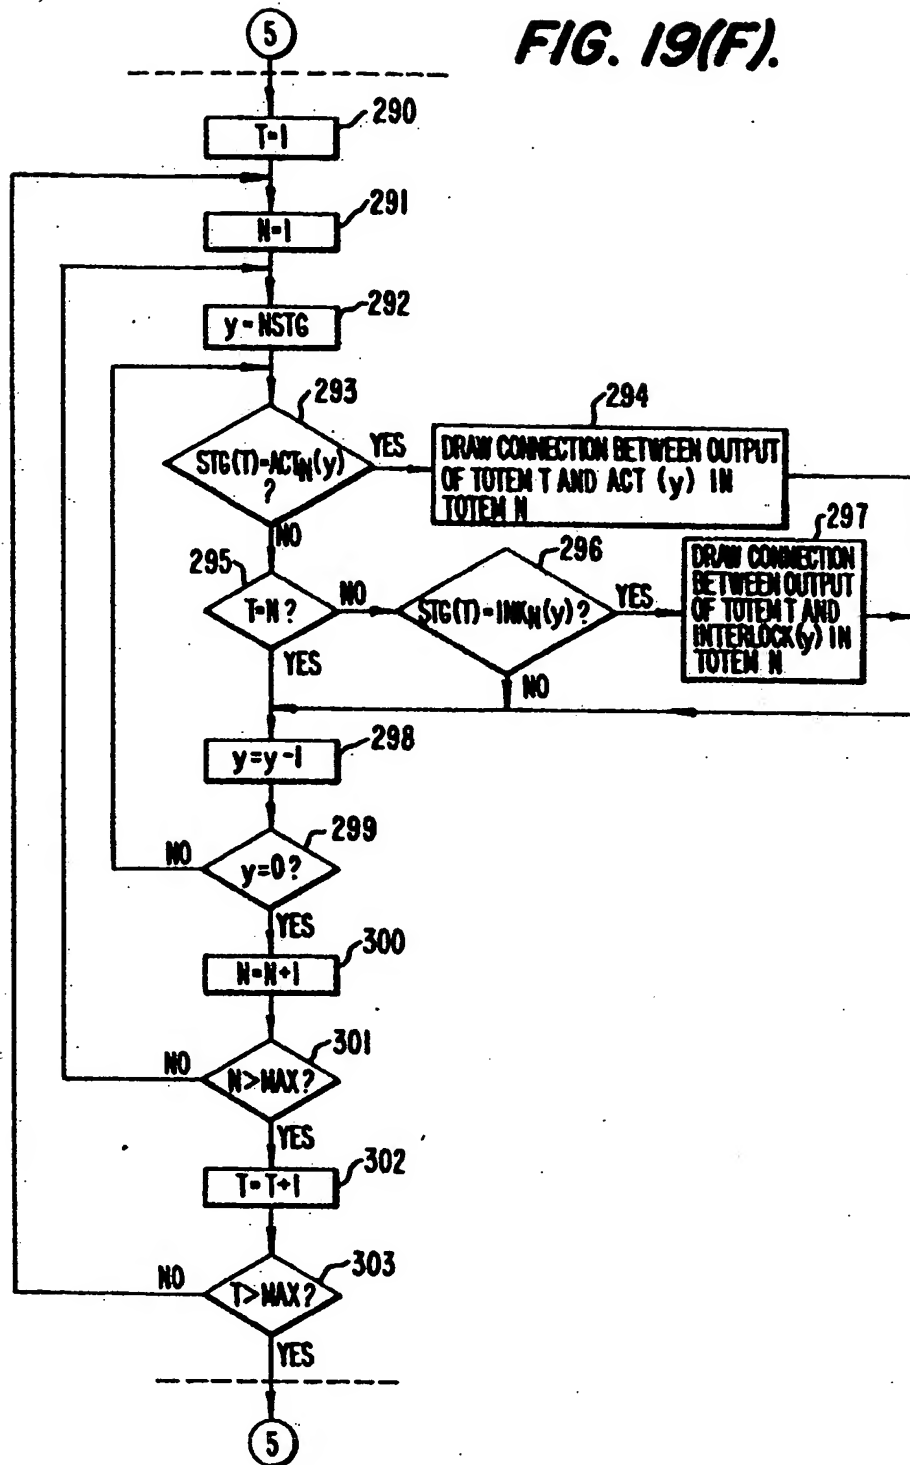 FIG. 19(F).
5
290
T=1
291
N=1
292
y=NSTG
293
STG(T)=ACTN(y)
?
YES
NO
294
DRAW CONNECTION BETWEEN OUTPUT
OF TOTEM T AND ACT (y) IN
TOTEM N
295
T=N?
NO
YES
296
STG(T)=INKN(y)?
YES
NO
297
DRAW CONNECTION
BETWEEN OUTPUT
OF TOTEM T AND
INTERLOCK(y) IN
TOTEM N
298
y=y-1
299
y=0?
NO
YES
300
N=N+1
301
N>MAX?
NO
YES
302
T=T+1
303
T>MAX?
NO
YES
5